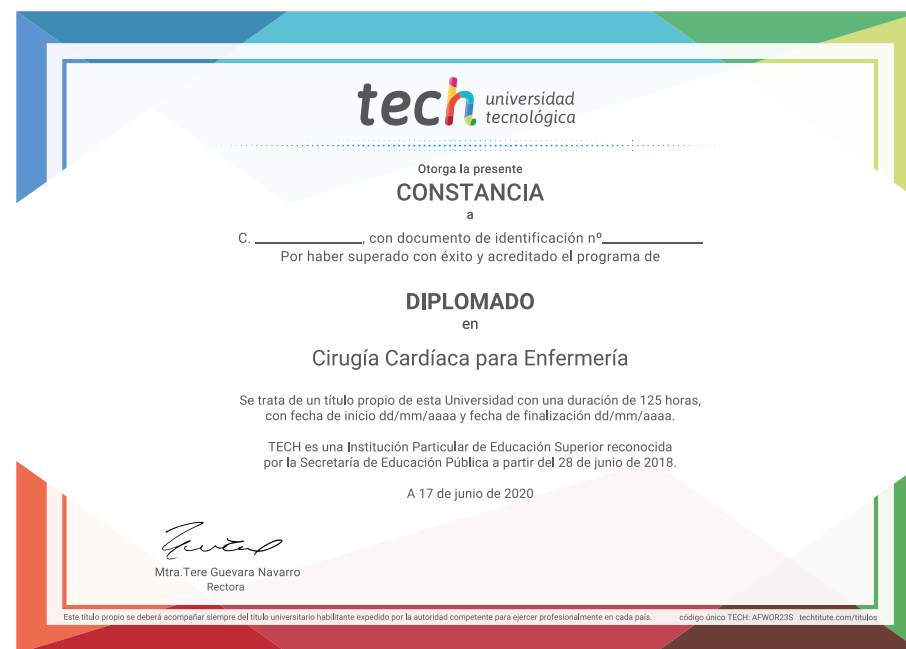 tech universidad
tecnológica
Otorga la presente
CONSTANCIA
a
C. ____________, con documento de identificación nº____________
Por haber superado con éxito y acreditado el programa de
DIPLOMADO
en
Cirugía Cardíaca para Enfermería
Se trata de un título propio de esta Universidad con una duración de 125 horas,
con fecha de inicio dd/mm/aaaa y fecha de finalización dd/mm/aaaa.
TECH es una Institución Particular de Educación Superior reconocida
por la Secretaría de Educación Pública a partir del 28 de junio de 2018.
A 17 de junio de 2020
Mtra.Tere Guevara Navarro
Rectora
Este título propio se deberá acompañar siempre del título universitario habilitante expedido por la autoridad competente para ejercer profesionalmente en cada país. código único TECH: AFWOR23S techtitute.com/titulos